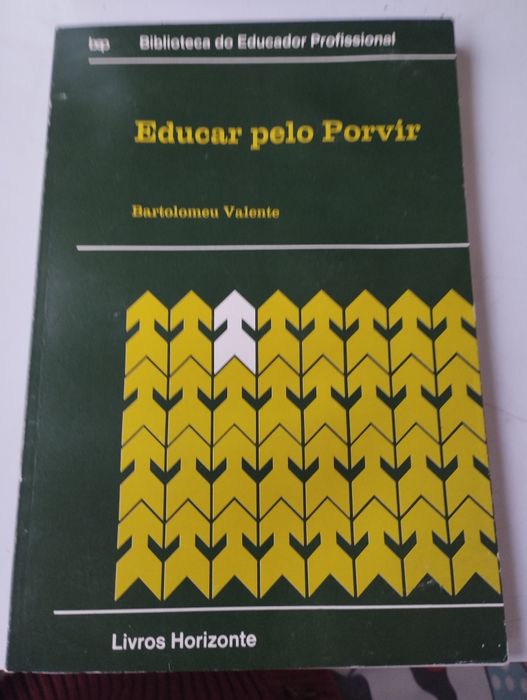 bep Biblioteca do Educador Profissional
Educar pelo Porvir
Bartolomeu Valente
Livros Horizonte